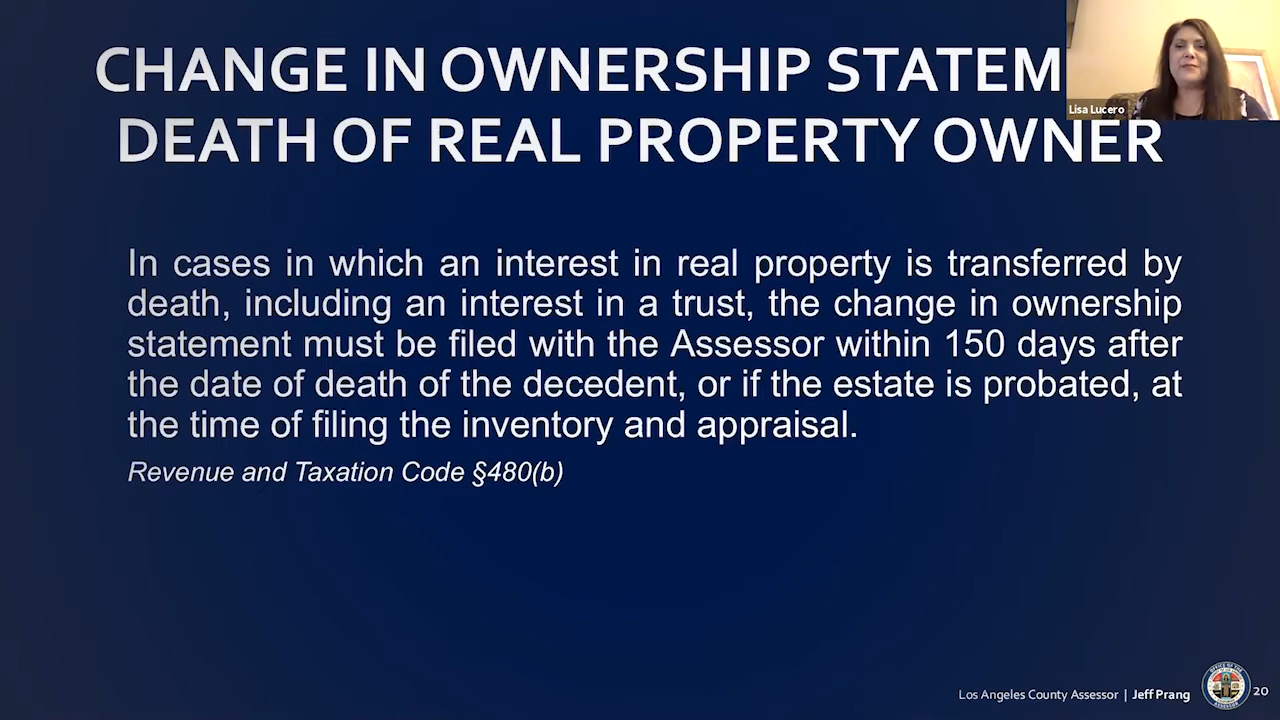 CHANGE IN OWNERSHIP STATEM
DEATH OF REAL PROPERTY OWNER
Lisa Lucero
In cases in which an interest in real property is transferred by
death, including an interest in a trust, the change in ownership
statement must be filed with the Assessor within 150 days after
the date of death of the decedent, or if the estate is probated, at
the time of filing the inventory and appraisal.
Revenue and Taxation Code §480(b)
Los Angeles County Assessor | Jeff Prang
OFFICE OF THE
ASSESSOR
20